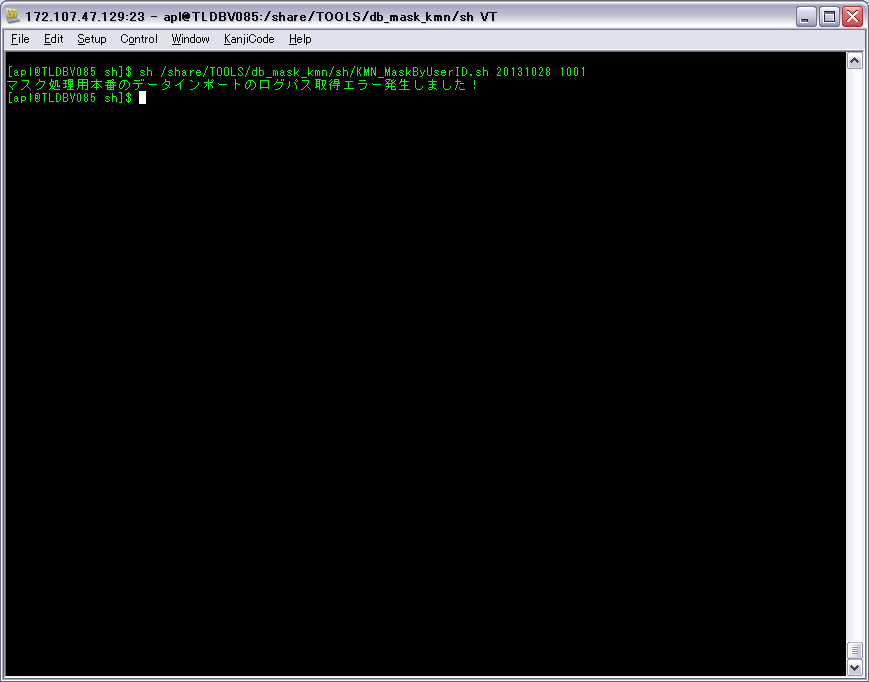 172.107.47.129:23 - apl@TLDBV085:/share/TOOLS/db_mask_kmn/sh VT
File Edit Setup Control Window KanjiCode Help
[apl@TLDBV085 sh]$ sh /share/TOOLS/db_mask_kmn/sh/KMN_MaskByUserID.sh 20131028 1001
マスク処理用本番のデータインポートのログパス取得エラー発生しました！
[apl@TLDBV085 sh]$